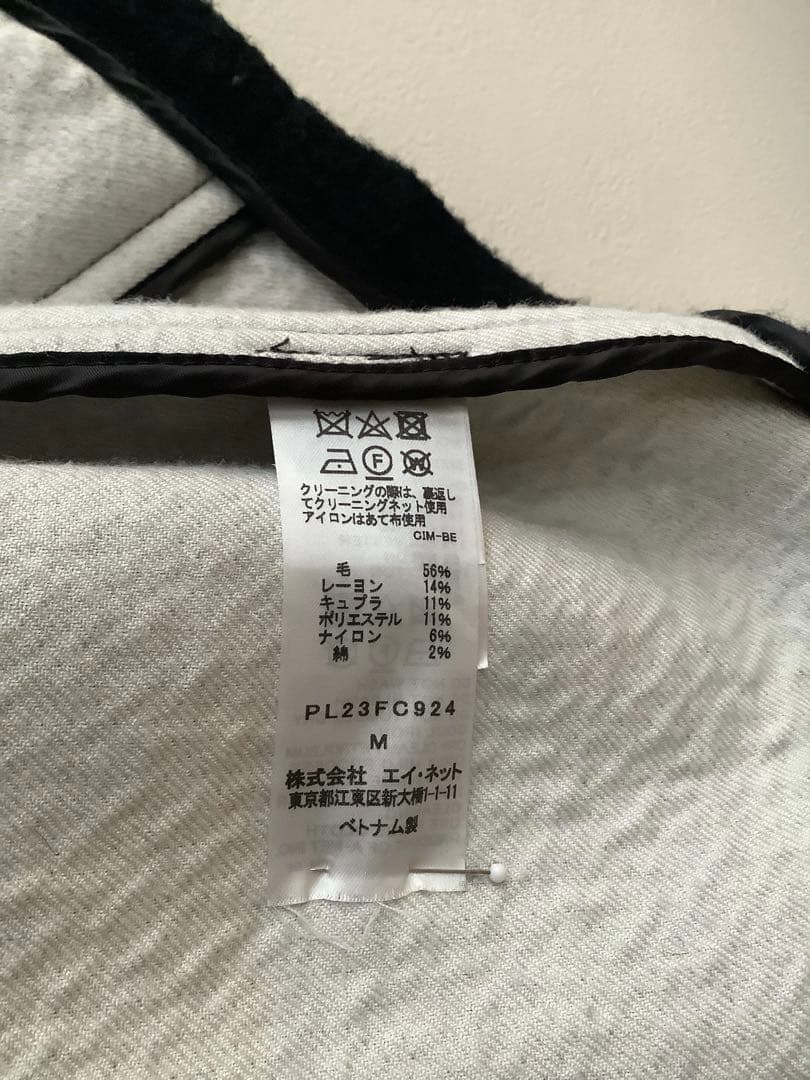 F
クリーニングの際は、裏返し
てクリーニングネット使用
アイロンはあて布使用
CIM-BE
毛 56%
レーヨン 14%
キュプラ 11%
ポリエステル 11%
ナイロン 6%
綿 2%
PL23FC924
M
株式会社 エイ・ネット
東京都江東区新大橋1-1-11
ベトナム製